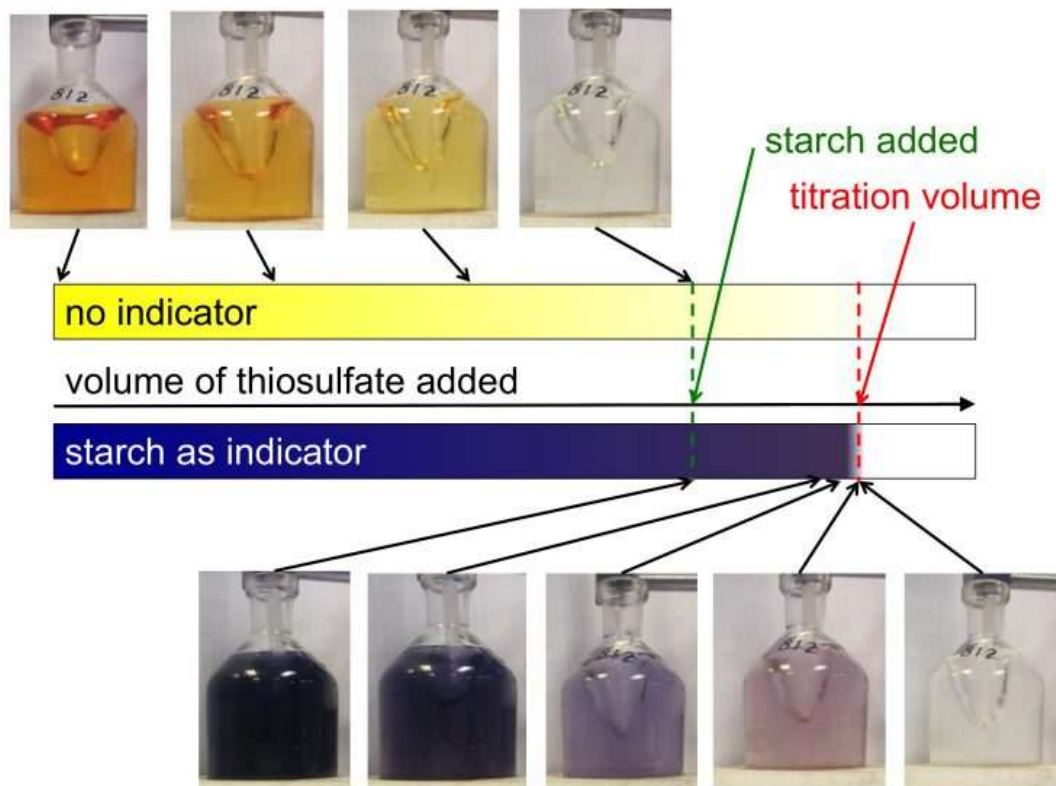 812
812
812
812
starch added
titration volume
no indicator
volume of thiosulfate added
starch as indicator
812
812
812